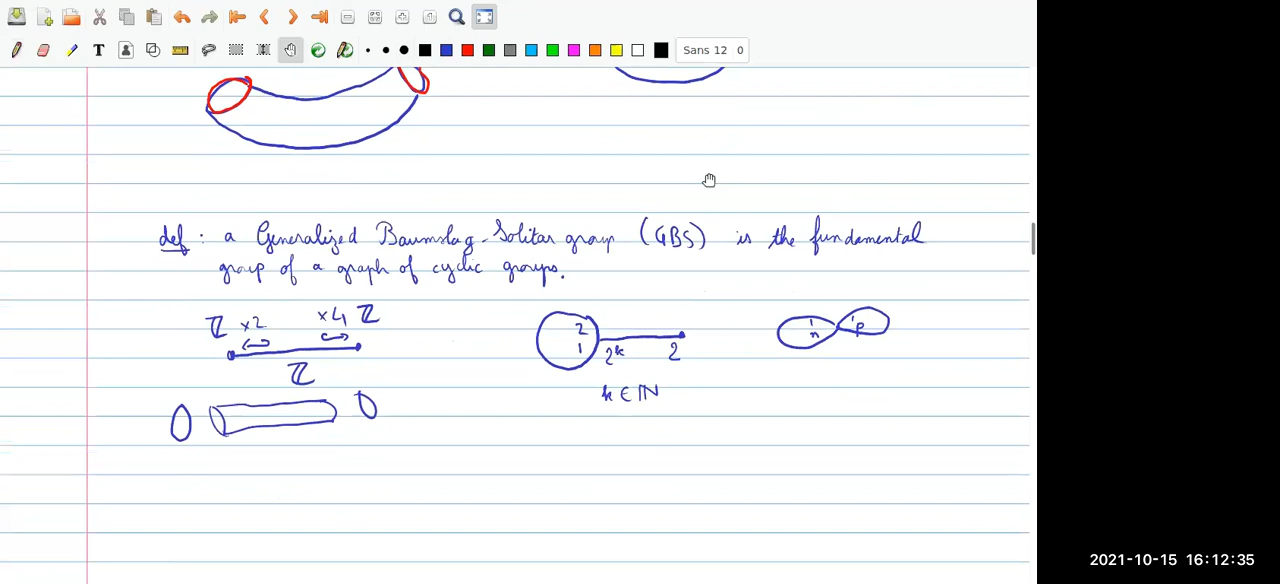 Sans 12 0
def : a Generalized Baumslag-Solitar group (GBS) is the fundamental
group of a graph of cyclic groups.
ℤ ×2 ×4 ℤ
ℤ
2
1 2^k 2
k ∈ ℕ
1 1
n p
2021-10-15 16:12:35